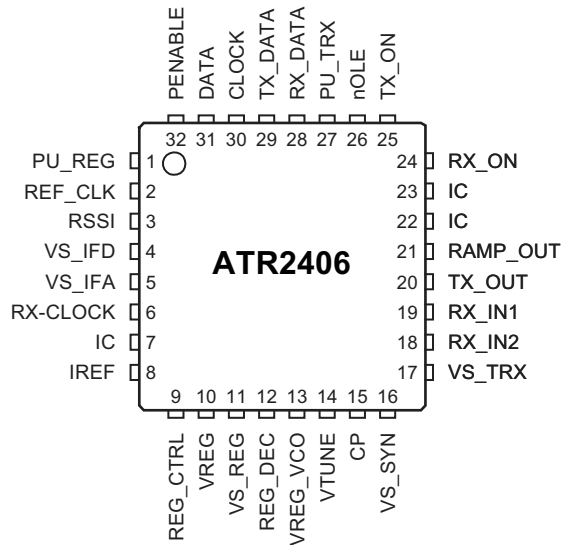 PENABLE
DATA
CLOCK
TX_DATA
RX_DATA
PU_TRX
nOLE
TX_ON
32 31 30 29 28 27 26 25
PU_REG 1
REF_CLK 2
RSSI 3
VS_IFD 4
VS_IFA 5
RX-CLOCK 6
IC 7
IREF 8
ATR2406
24 RX_ON
23 IC
22 IC
21 RAMP_OUT
20 TX_OUT
19 RX_IN1
18 RX_IN2
17 VS_TRX
9 10 11 12 13 14 15 16
REG_CTRL
VREG
VS_REG
REG_DEC
VREG_VCO
VTUNE
CP
VS_SYN